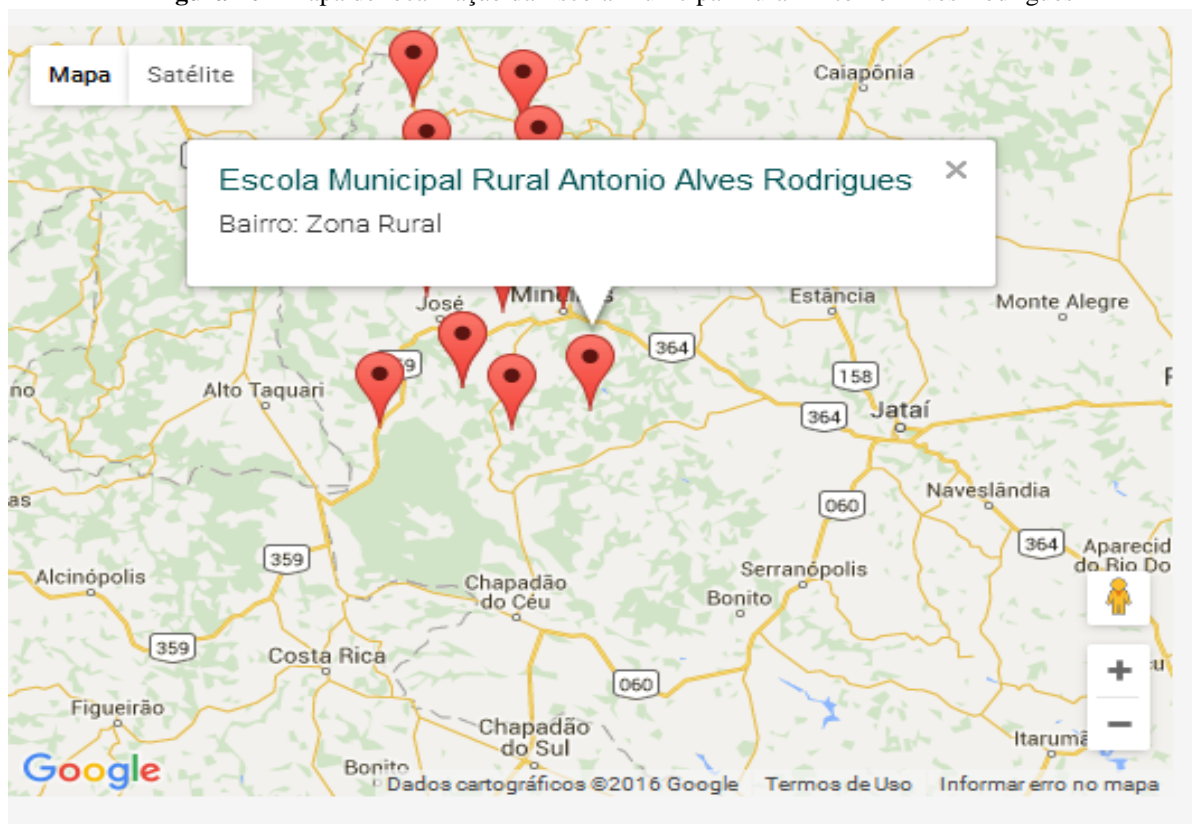 Mapa
Satélite
Caiapônia
Escola Municipal Rural Antonio Alves Rodrigues
×
Bairro: Zona Rural
José
Estância
Monte Alegre
364
158
Alto Taquari
364
Jataí
Naveslândia
060
364
Aparecid
do Rio Do
359
Alcinópolis
Chapadão
do Céu
Serranópolis
Bonito
359
Costa Rica
060
Figueirão
Chapadão
do Sul
Itarumã
+
−
Google
Bonito
Dados cartográficos ©2016 Google
Termos de Uso
Informar erro no mapa